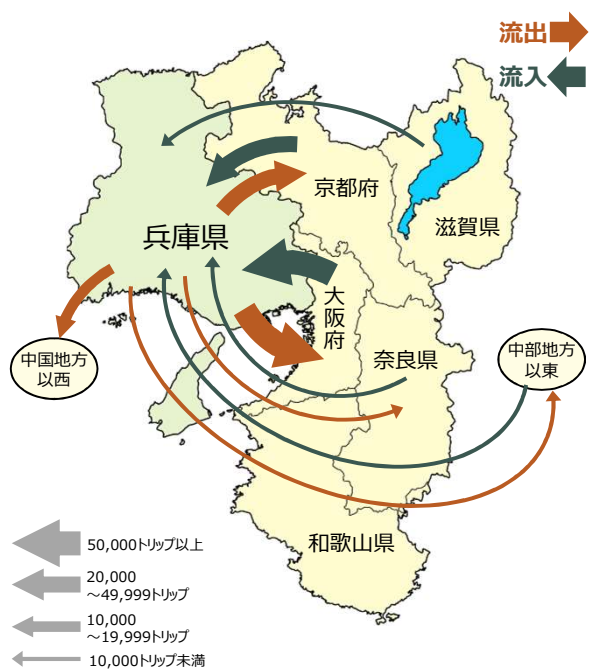 流出
流入
京都府
滋賀県
兵庫県
大阪府
中国地方
以西
奈良県
中部地方
以東
和歌山県
50,000トリップ以上
20,000
～49,999トリップ
10,000
～19,999トリップ
10,000トリップ未満